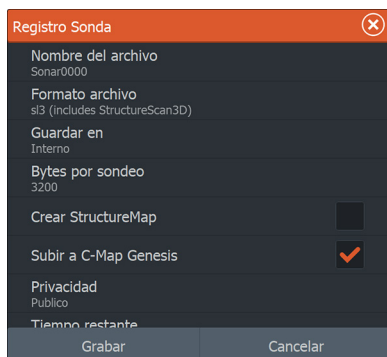 Registro Sonda
Nombre del archivo
Sonar0000
Formato archivo
sl3 (includes StructureScan3D)
Guardar en
Interno
Bytes por sondeo
3200
Crear StructureMap
Subir a C-Map Genesis
Privacidad
Publico
Tiempo restante
Grabar
Cancelar